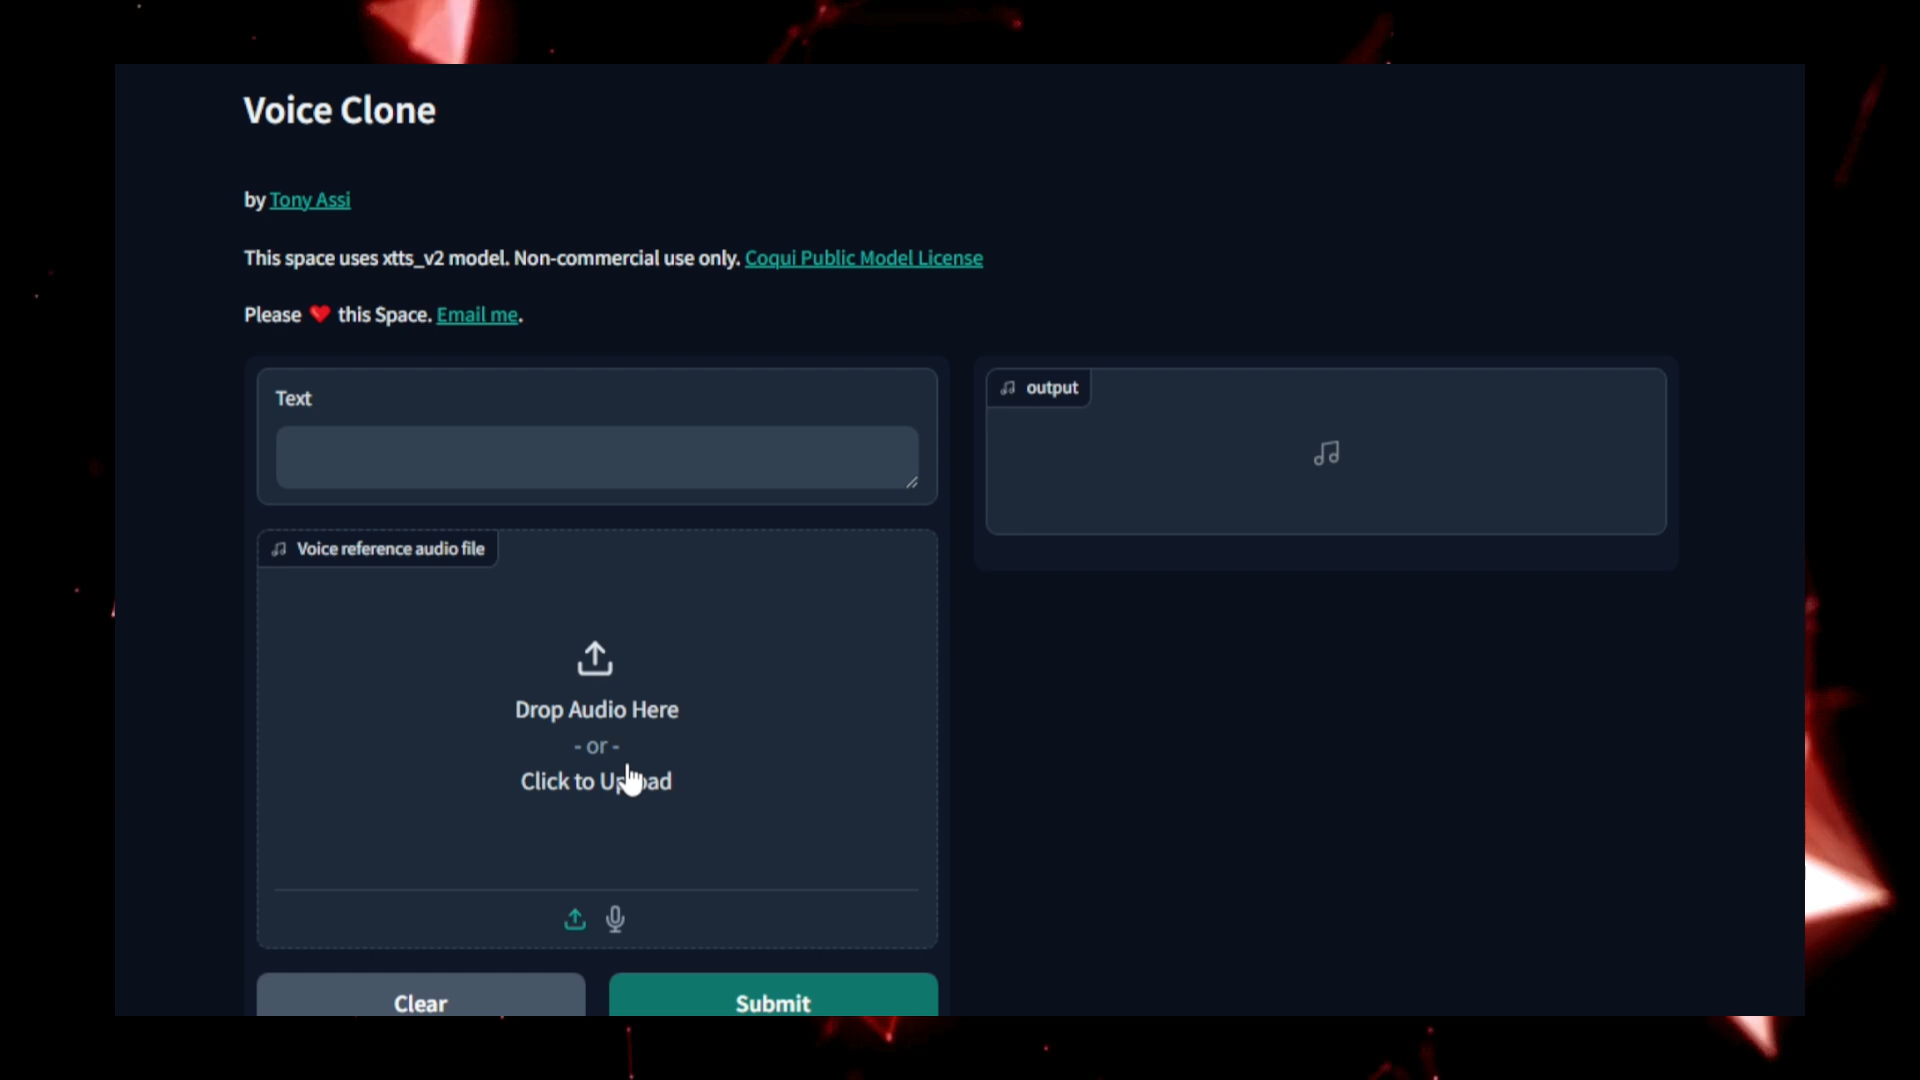 Voice Clone
by Tony Assi
This space uses xtts_v2 model. Non-commercial use only. Coqui Public Model License
Please ❤️ this Space. Email me.
Text
output
Voice reference audio file
Drop Audio Here
- or -
Click to Upload
Clear
Submit